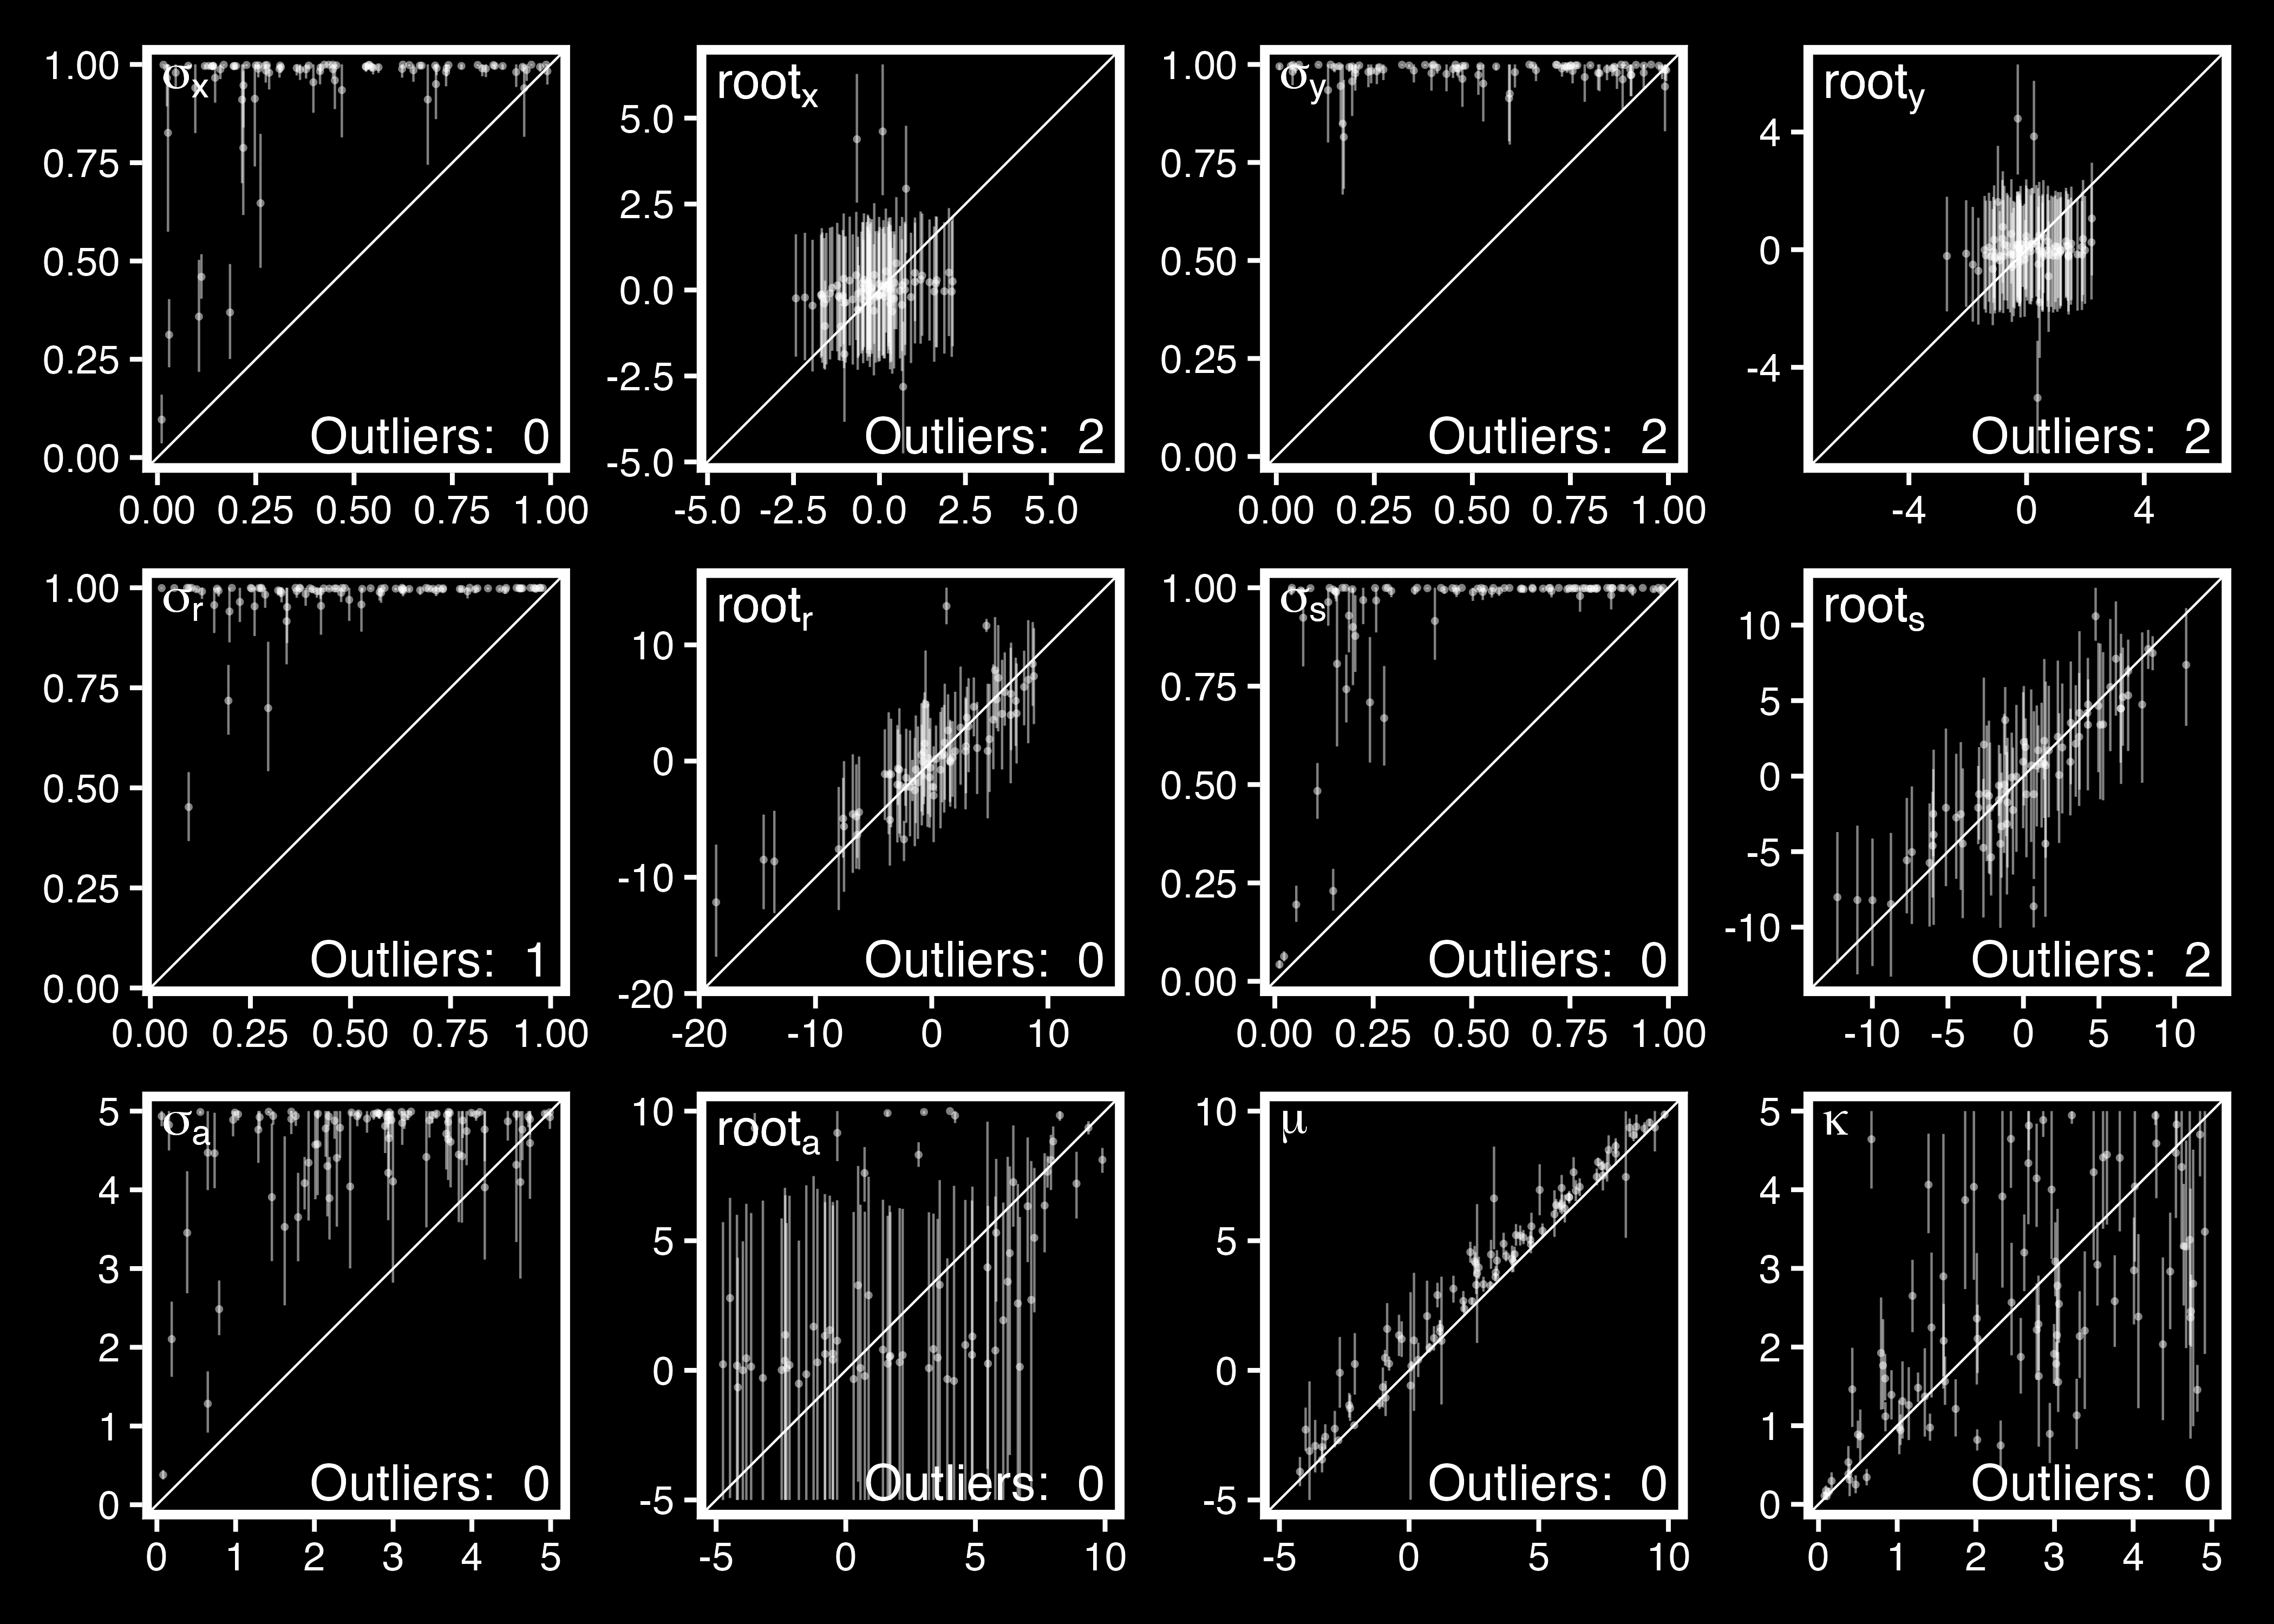 σx
1.00
0.75
0.50
0.25
0.00
Outliers: 0
0.00 0.25 0.50 0.75 1.00
rootx
5.0
2.5
0.0
-2.5
-5.0
Outliers: 2
-5.0 -2.5 0.0 2.5 5.0
σy
1.00
0.75
0.50
0.25
0.00
Outliers: 2
0.00 0.25 0.50 0.75 1.00
rooty
4
0
-4
Outliers: 2
-4 0 4
σr
1.00
0.75
0.50
0.25
0.00
Outliers: 1
0.00 0.25 0.50 0.75 1.00
rootr
10
0
-10
-20
Outliers: 0
-20 -10 0 10
σs
1.00
0.75
0.50
0.25
0.00
Outliers: 0
0.00 0.25 0.50 0.75 1.00
roots
10
5
0
-5
-10
Outliers: 2
-10 -5 0 5 10
σa
5
4
3
2
1
0
Outliers: 0
0 1 2 3 4 5
roota
10
5
0
-5
Outliers: 0
-5 0 5 10
μ
10
5
0
-5
Outliers: 0
-5 0 5 10
κ
5
4
3
2
1
0
Outliers: 0
0 1 2 3 4 5